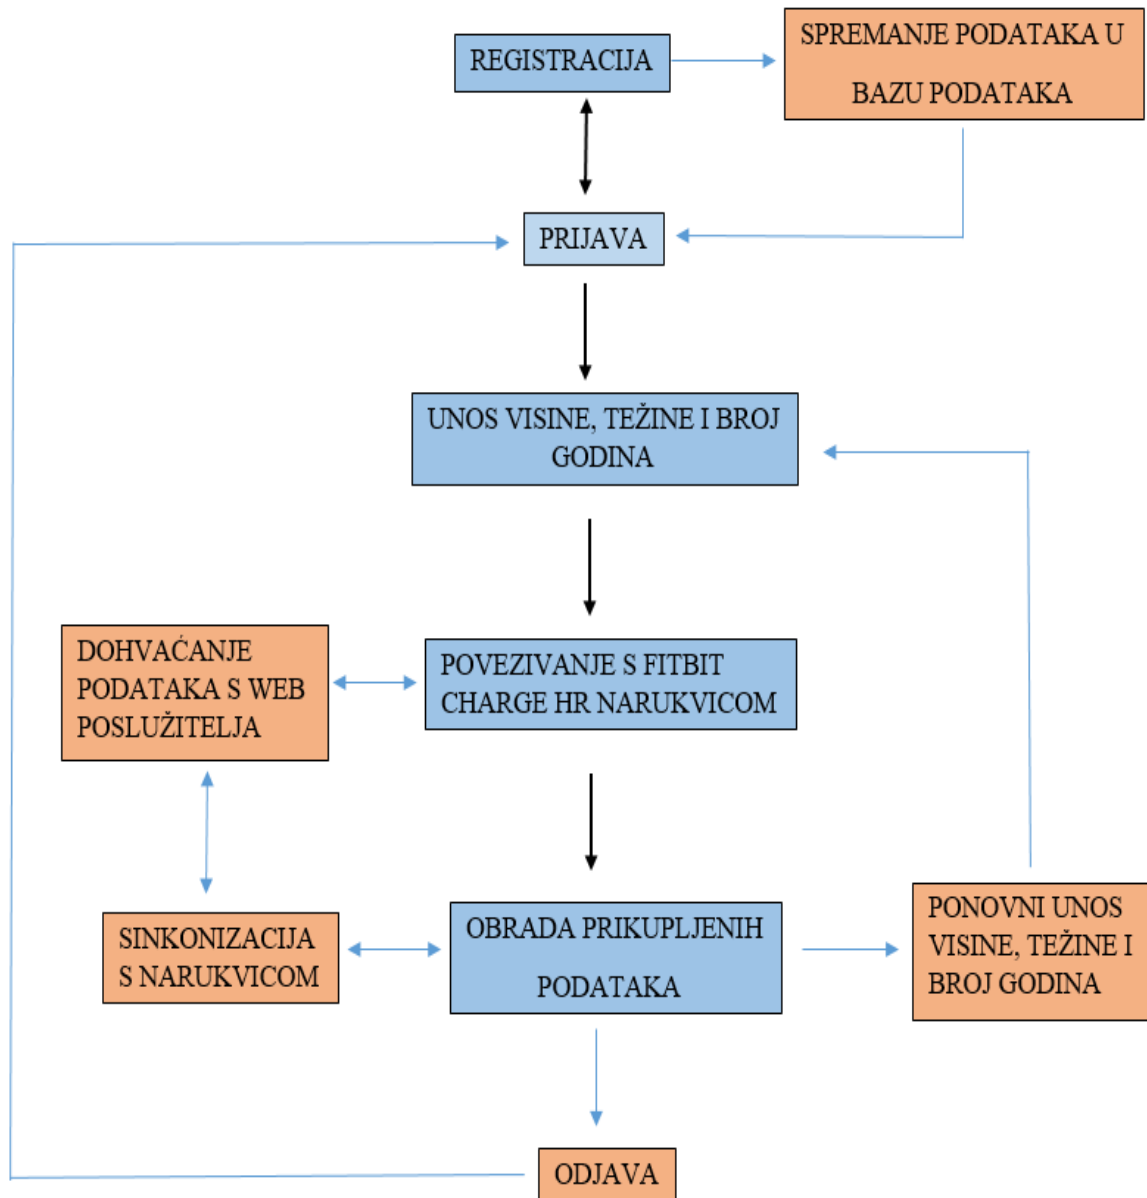 REGISTRACIJA
SPREMANJE PODATAKA U
BAZU PODATAKA
PRIJAVA
UNOS VISINE, TEŽINE I BROJ
GODINA
DOHVAĆANJE
PODATAKA S WEB
POSLUŽITELJA
POVEZIVANJE S FITBIT
CHARGE HR NARUKVICOM
SINKONIZACIJA
S NARUKVICOM
OBRADA PRIKUPLJENIH
PODATAKA
PONOVNI UNOS
VISINE, TEŽINE I
BROJ GODINA
ODJAVA